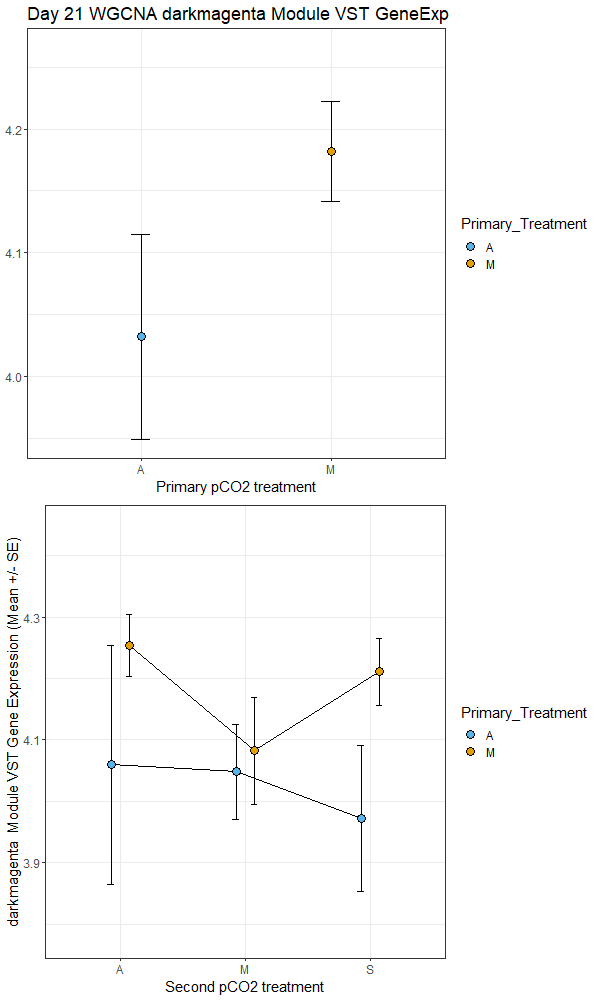 Day 21 WGCNA darkmagenta Module VST GeneExp
4.2
4.1
4.0
A
M
Primary pCO2 treatment
Primary_Treatment
A
M
darkmagenta  Module VST Gene Expression (Mean +/- SE)
4.3
4.1
3.9
A
M
S
Second pCO2 treatment
Primary_Treatment
A
M